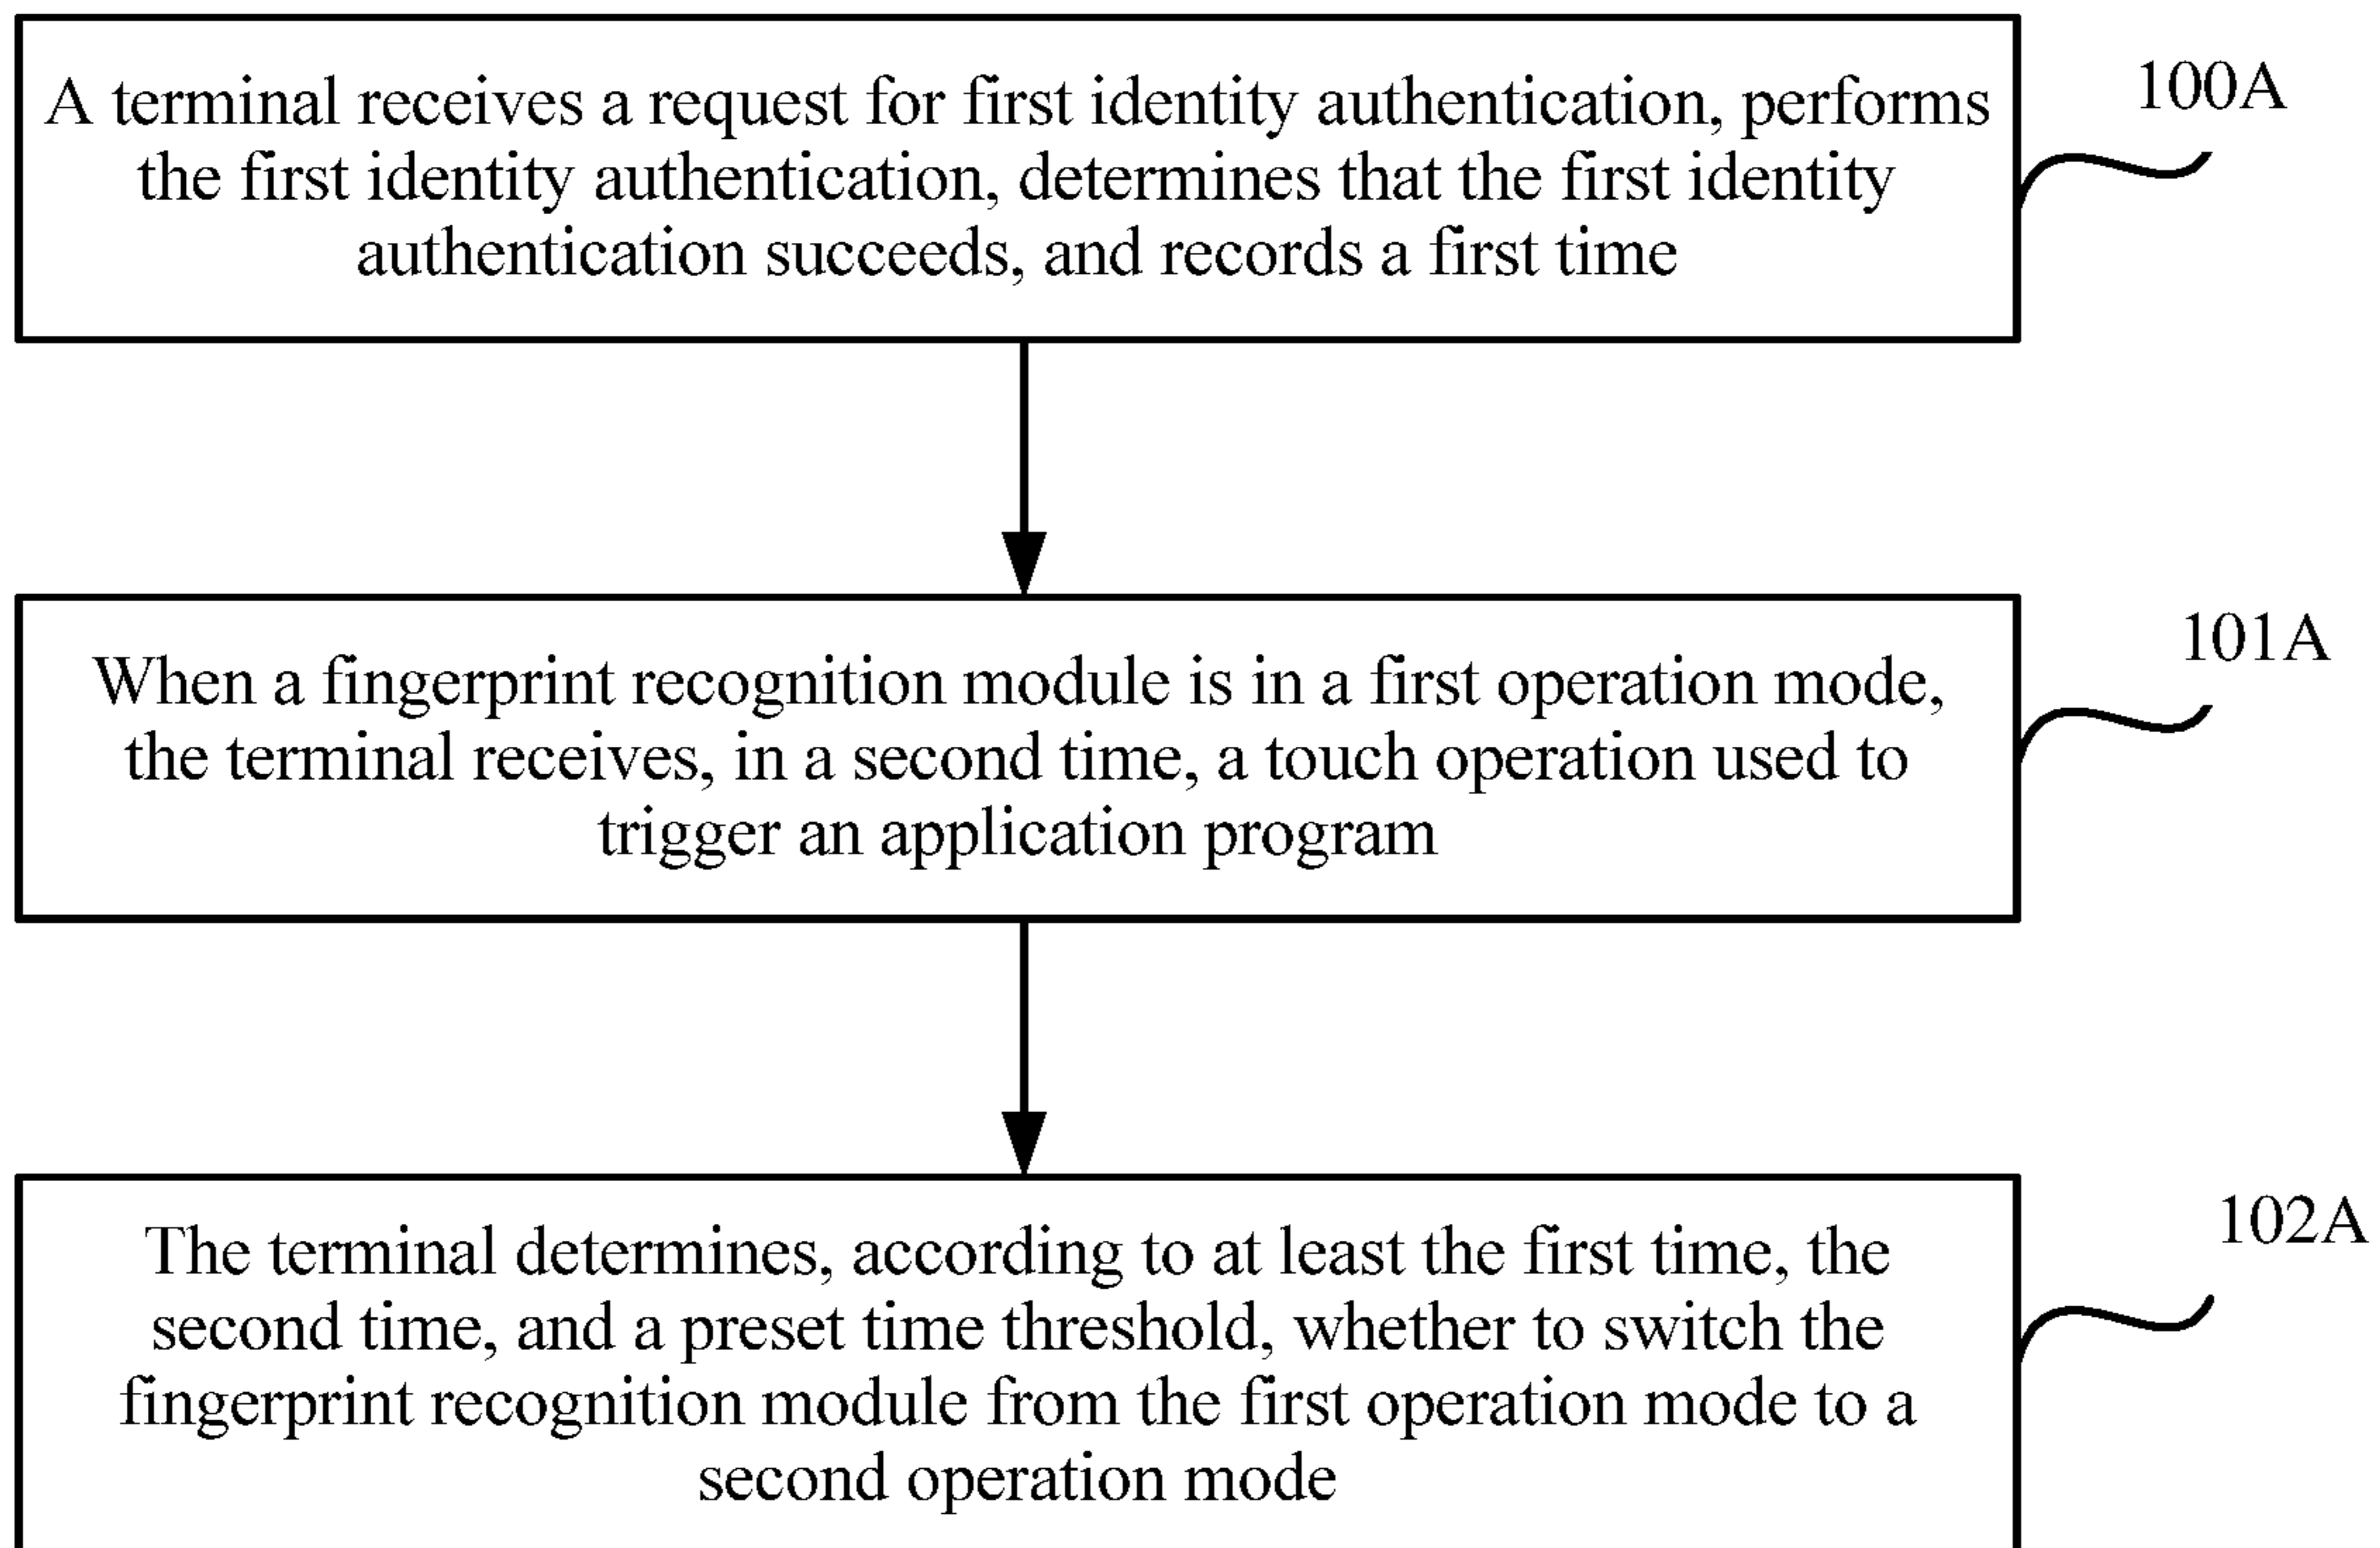 A terminal receives a request for first identity authentication, performs
the first identity authentication, determines that the first identity
authentication succeeds, and records a first time
100A
When a fingerprint recognition module is in a first operation mode,
the terminal receives, in a second time, a touch operation used to
trigger an application program
101A
The terminal determines, according to at least the first time, the
second time, and a preset time threshold, whether to switch the
fingerprint recognition module from the first operation mode to a
second operation mode
102A